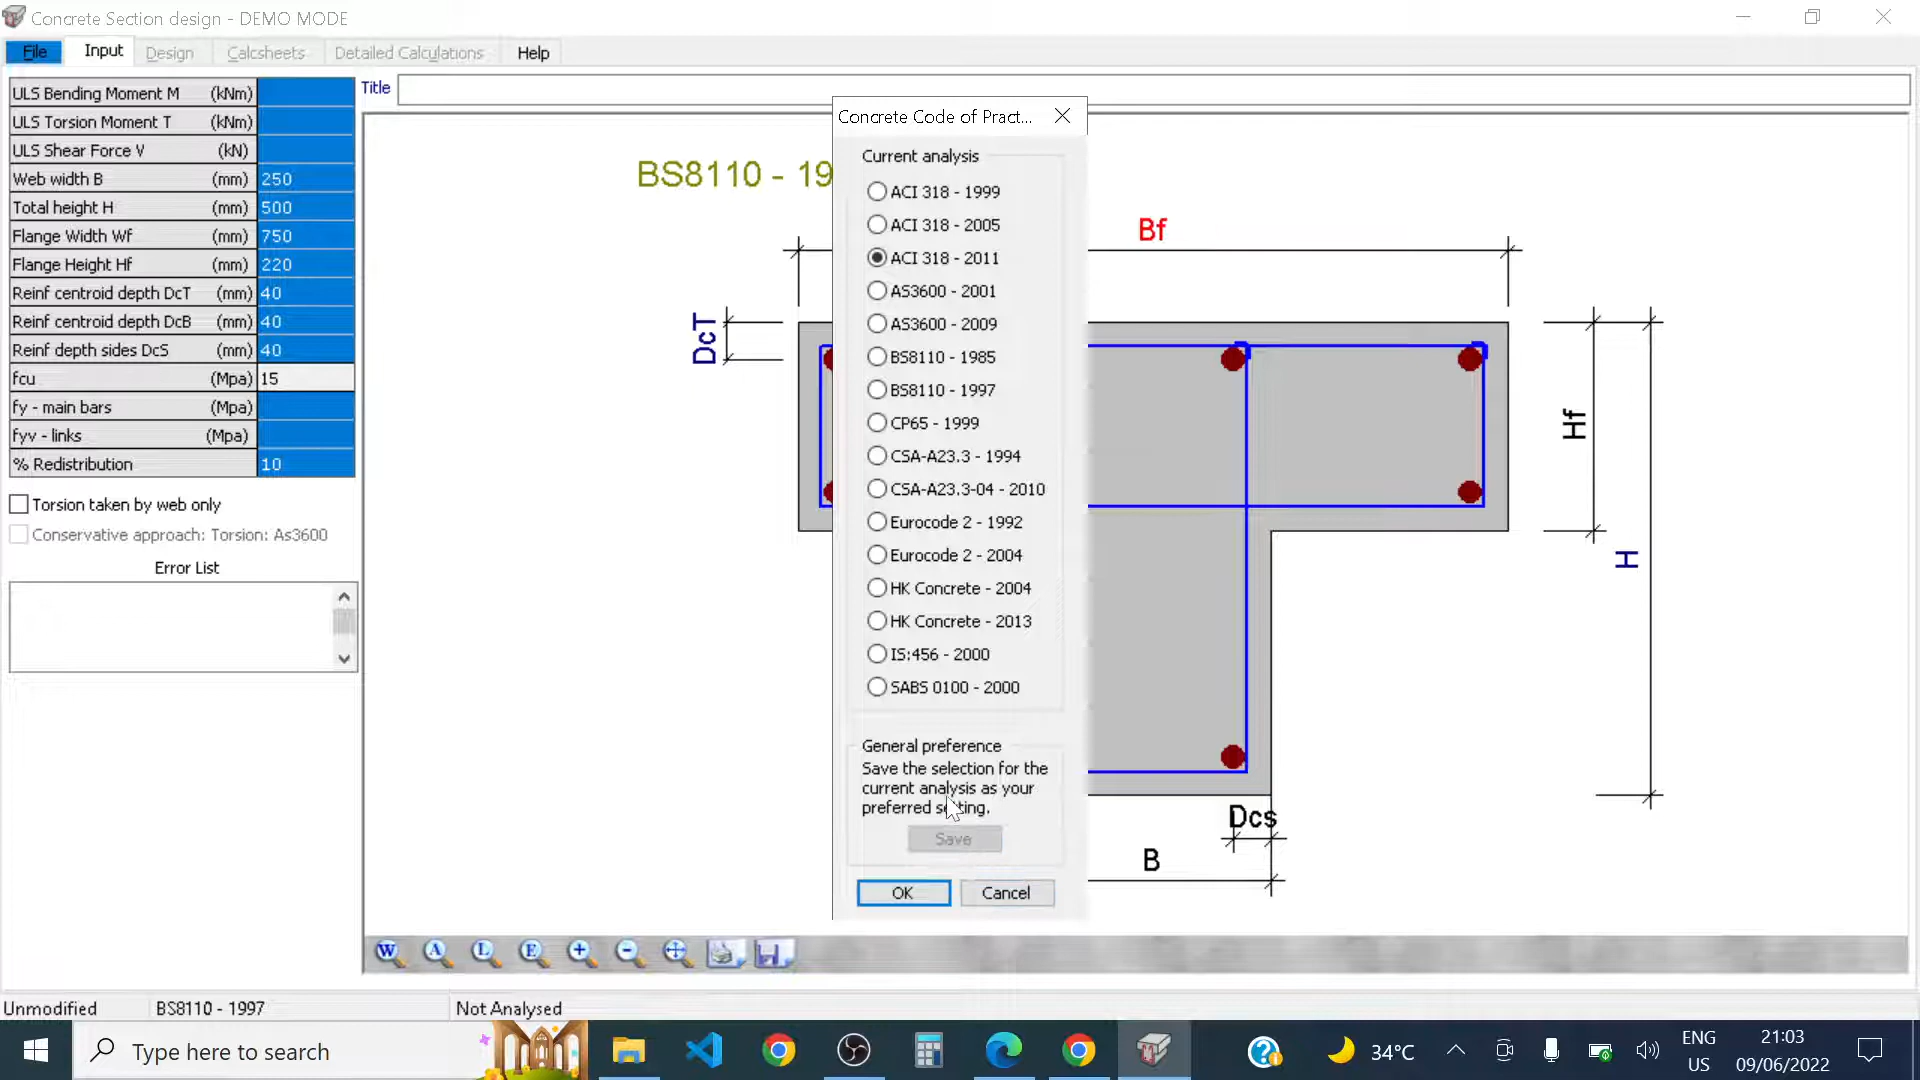 Concrete Section design - DEMO MODE
File Input Design Calcsheets Detailed Calculations Help
ULS Bending Moment M (kNm)
ULS Torsion Moment T (kNm)
ULS Shear Force V (kN)
Web width B (mm) 250
Total height H (mm) 500
Flange Width Wf (mm) 750
Flange Height Hf (mm) 220
Reinf centroid depth DcT (mm) 40
Reinf centroid depth DcB (mm) 40
Reinf depth sides DcS (mm) 40
fcu (Mpa) 15
fy - main bars (Mpa)
fyv - links (Mpa)
% Redistribution 10
Torsion taken by web only
Conservative approach: Torsion: As3600
Error List
Title
BS8110 - 19
Bf
DcT
Hf
H
Dcs
B
Concrete Code of Pract...
Current analysis
ACI 318 - 1999
ACI 318 - 2005
ACI 318 - 2011
AS3600 - 2001
AS3600 - 2009
BS8110 - 1985
BS8110 - 1997
CP65 - 1999
CSA-A23.3 - 1994
CSA-A23.3-04 - 2010
Eurocode 2 - 1992
Eurocode 2 - 2004
HK Concrete - 2004
HK Concrete - 2013
IS:456 - 2000
SABS 0100 - 2000
General preference
Save the selection for the
current analysis as your
preferred setting.
Save
OK Cancel
W A L E
Unmodified BS8110 - 1997 Not Analysed
Type here to search
34°C
ENG
US
21:03
09/06/2022